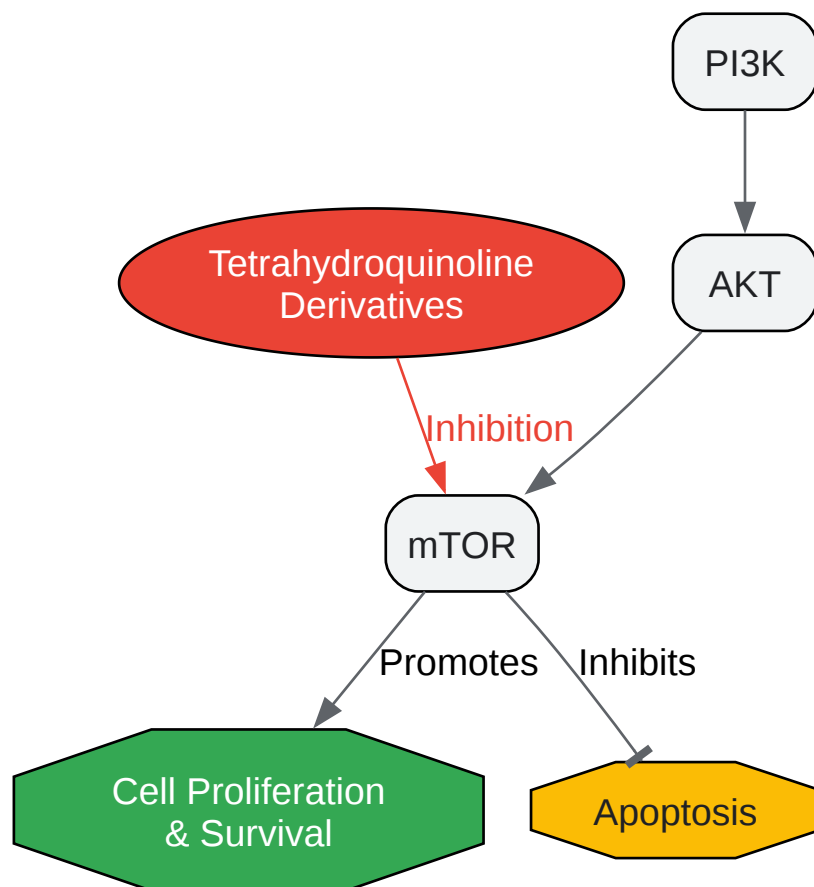 PI3K
Tetrahydroquinoline
Derivatives
AKT
Inhibition
mTOR
Promotes
Inhibits
Cell Proliferation
& Survival
Apoptosis